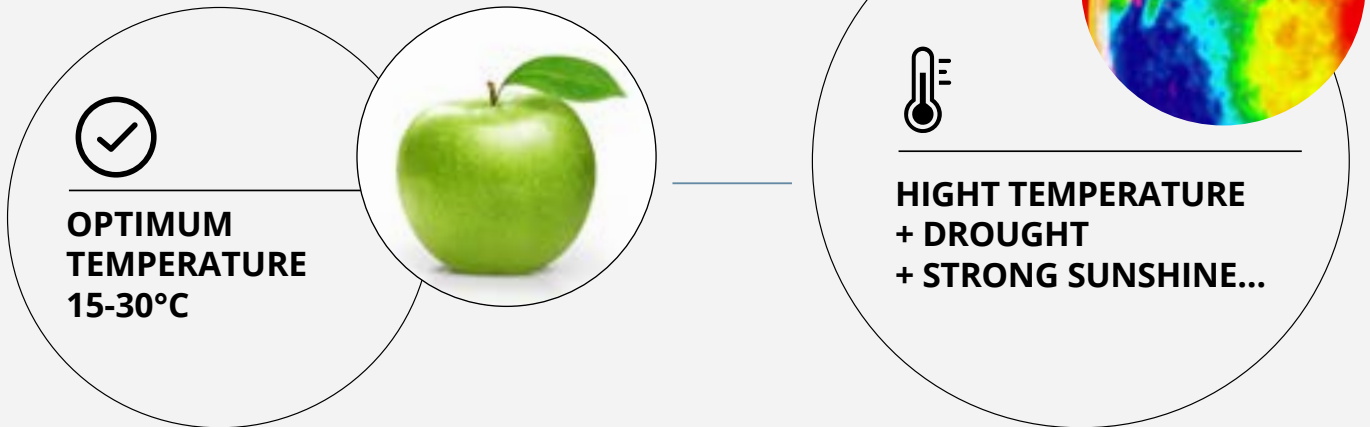 OPTIMUM
TEMPERATURE
15-30°C
HIGHT TEMPERATURE
+ DROUGHT
+ STRONG SUNSHINE...